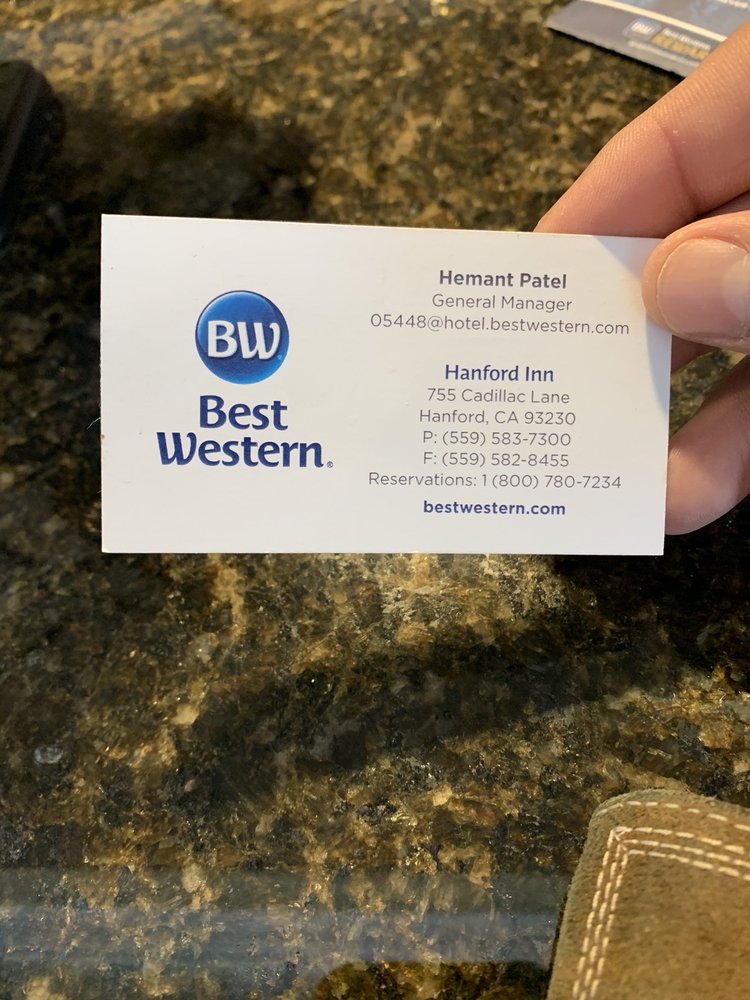 BW
Best
Western®
Hemant Patel
General Manager
05448@hotel.bestwestern.com
Hanford Inn
755 Cadillac Lane
Hanford, CA 93230
P: (559) 583-7300
F: (559) 582-8455
Reservations: 1 (800) 780-7234
bestwestern.com